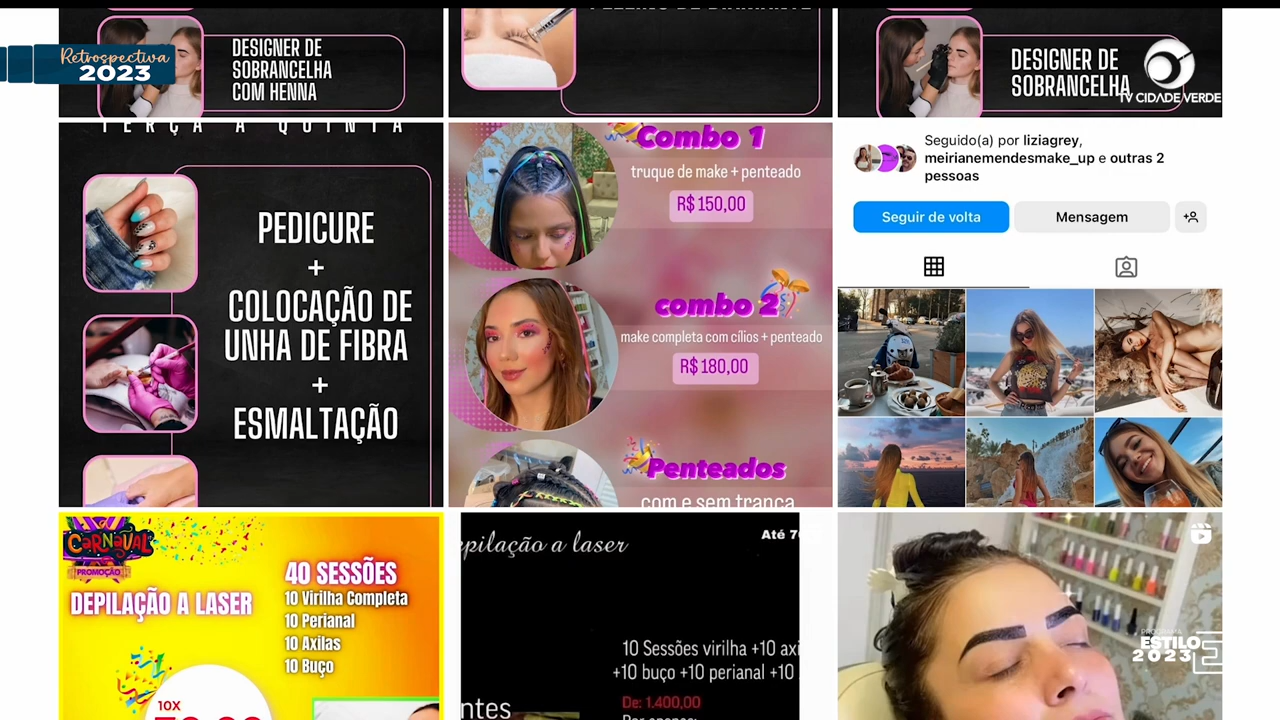 Retrospectiva
2023
DESIGNER DE
SOBRANCELHA
COM HENNA
DESIGNER DE
SOBRANCELHA
TV CIDADE VERDE
TERÇA A QUINTA
PEDICURE
+
COLOCAÇÃO DE
UNHA DE FIBRA
+
ESMALTAÇÃO
Combo 1
truque de make + penteado
R$ 150,00
combo 2
make completa com cílios + penteado
R$ 180,00
Penteados
com e sem trança
Seguido(a) por liziagrey,
meirianemendesmake_up e outras 2
pessoas
Seguir de volta
Mensagem
CARNAVAL
PROMOÇÃO
DEPILAÇÃO A LASER
40 SESSÕES
10 Virilha Completa
10 Perianal
10 Axilas
10 Buço
10X
epilação a laser
Até 70
10 Sessões virilha +10 axi
+10 buço +10 perianal +10
De: 1.400,00
ntes
PROGRAMA
ESTILO
2023